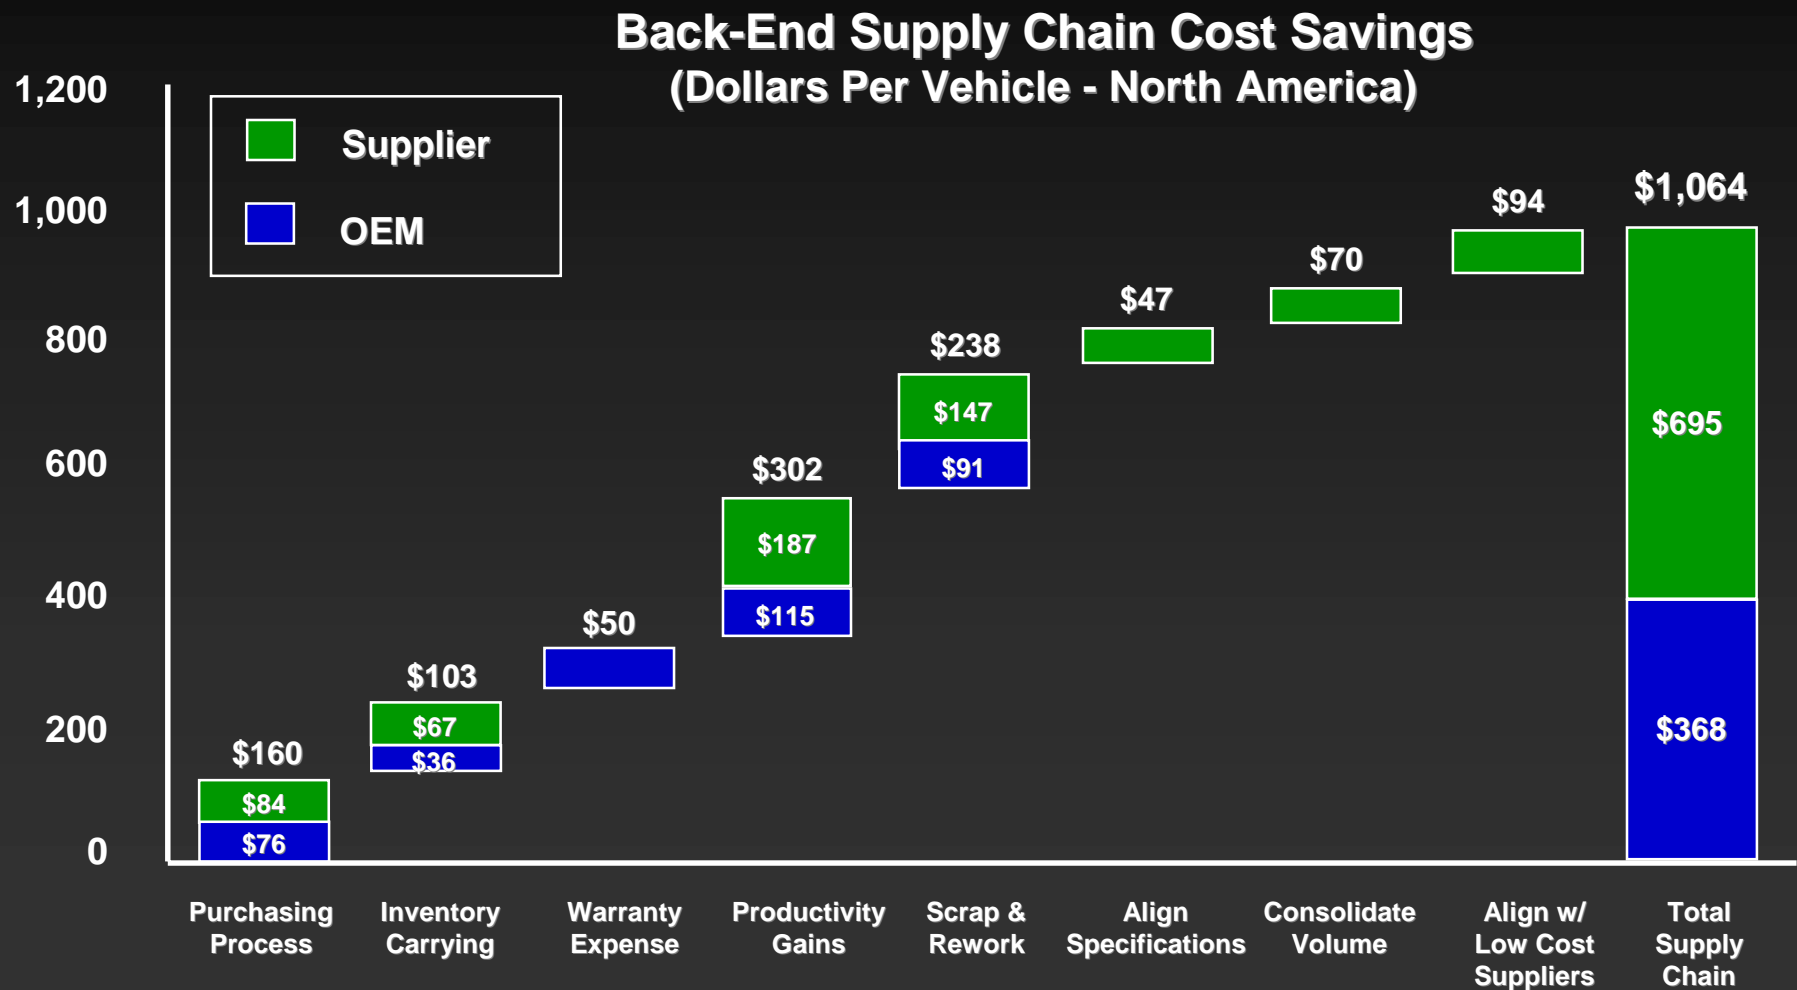 Back-End Supply Chain Cost Savings
(Dollars Per Vehicle - North America)
1,200
1,000
800
600
400
200
0
Supplier
OEM
$160
$84
$76
$103
$67
$36
$50
$302
$187
$115
$238
$147
$91
$47
$70
$94
$1,064
$695
$368
Purchasing
Process
Inventory
Carrying
Warranty
Expense
Productivity
Gains
Scrap &
Rework
Align
Specifications
Consolidate
Volume
Align w/
Low Cost
Suppliers
Total
Supply
Chain